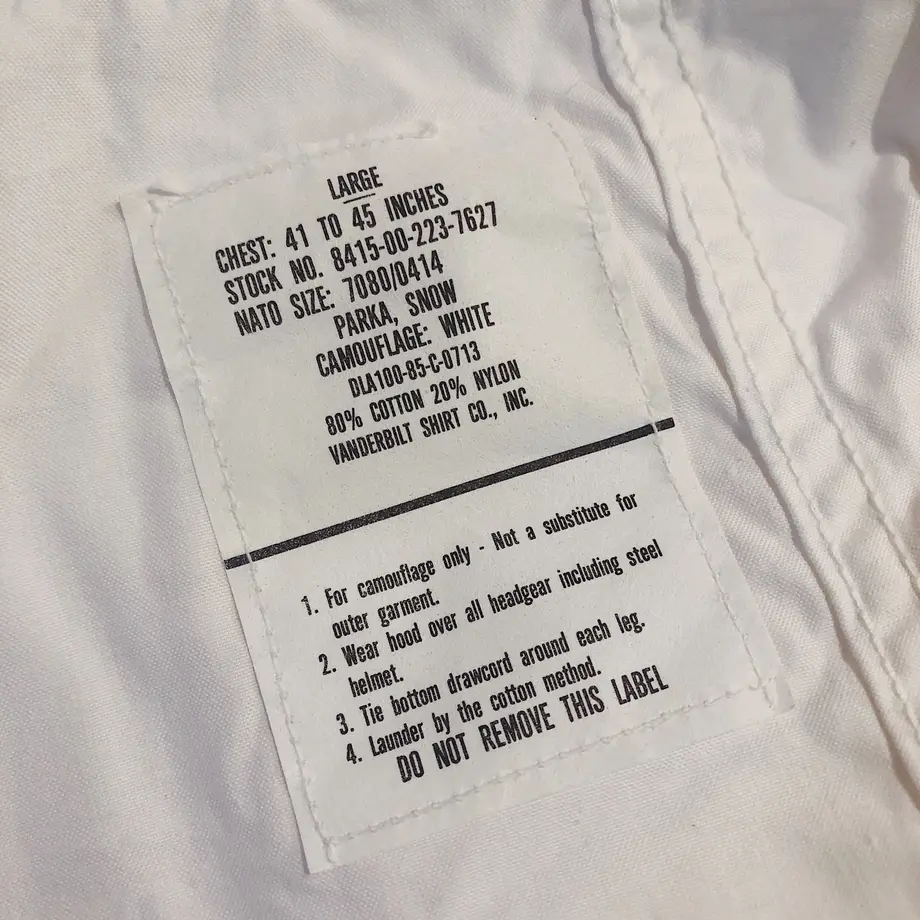 LARGE
CHEST: 41 TO 45 INCHES
STOCK NO. 8415-00-223-7627
NATO SIZE: 7080/0414
PARKA, SNOW
CAMOUFLAGE: WHITE
DLA100-85-C-0713
80% COTTON 20% NYLON
VANDERBILT SHIRT CO., INC.
1. For camouflage only - Not a substitute for
outer garment.
2. Wear hood over all headgear including steel
helmet.
3. Tie bottom drawcord around each leg.
4. Launder by the cotton method.
DO NOT REMOVE THIS LABEL